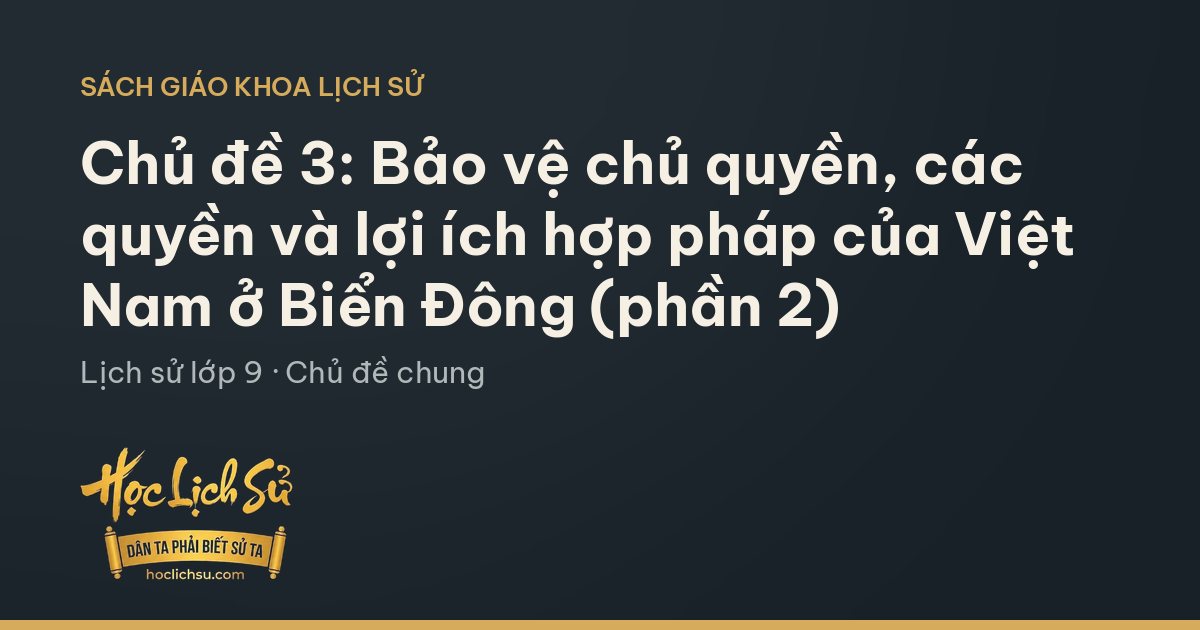 SÁCH GIÁO KHOA LỊCH SỬ
Chủ đề 3: Bảo vệ chủ quyền, các
quyền và lợi ích hợp pháp của Việt
Nam ở Biển Đông (phần 2)
Lịch sử lớp 9 · Chủ đề chung
Học Lịch Sử
DÂN TA PHẢI BIẾT SỬ TA
hoclichsu.com